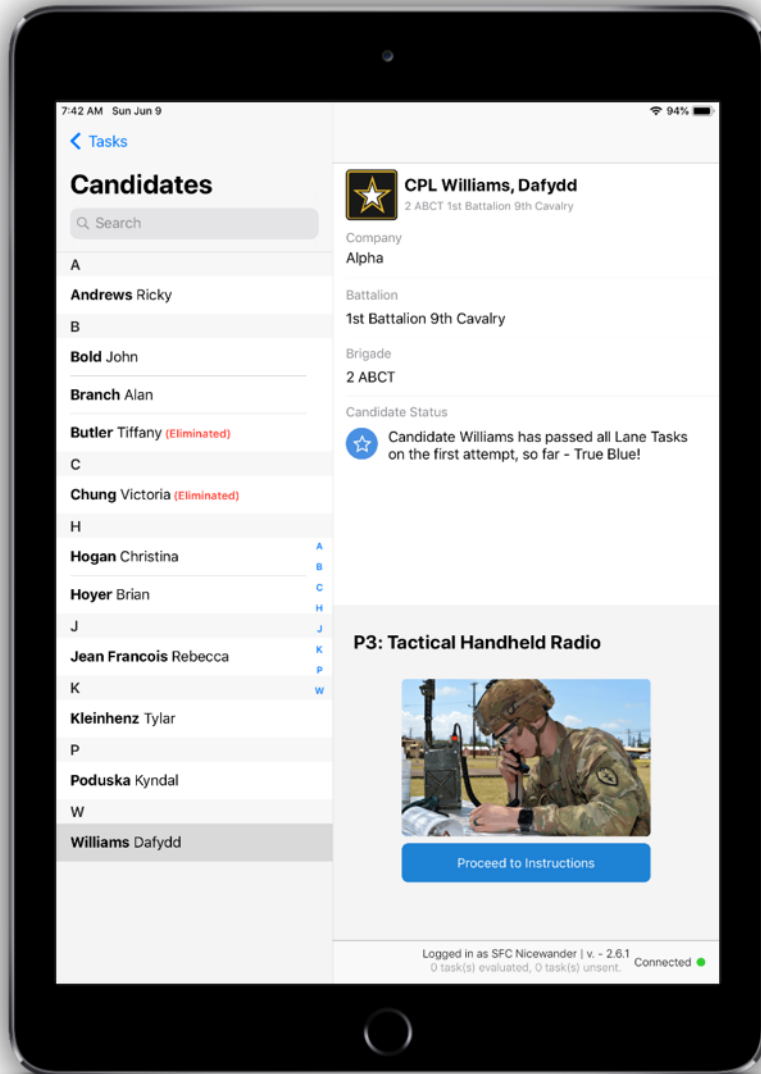 7:42 AM Sun Jun 9
94%
Tasks
Candidates
Search
A
Andrews Ricky
B
Bold John
Branch Alan
Butler Tiffany (Eliminated)
C
Chung Victoria (Eliminated)
H
Hogan Christina
Hoyer Brian
J
Jean Francois Rebecca
K
Kleinhenz Tylar
P
Poduska Kyndal
W
Williams Dafydd
A
B
C
H
J
K
P
W
CPL Williams, Dafydd
2 ABCT 1st Battalion 9th Cavalry
Company
Alpha
Battalion
1st Battalion 9th Cavalry
Brigade
2 ABCT
Candidate Status
Candidate Williams has passed all Lane Tasks
on the first attempt, so far - True Blue!
P3: Tactical Handheld Radio
Proceed to Instructions
Logged in as SFC Nicewander | v. - 2.6.1
0 task(s) evaluated, 0 task(s) unsent.
Connected